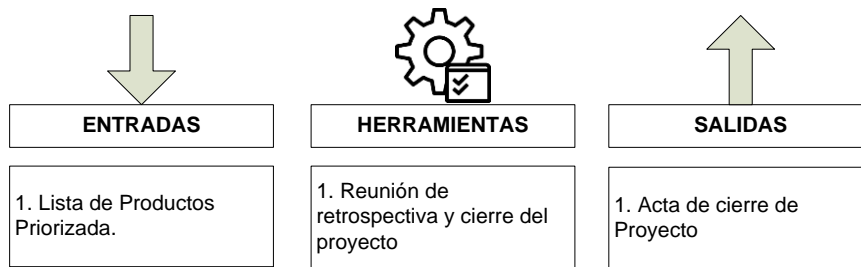 ENTRADAS
HERRAMIENTAS
SALIDAS
1. Lista de Productos
Priorizada.
1. Reunión de
retrospectiva y cierre del
proyecto
1. Acta de cierre de
Proyecto